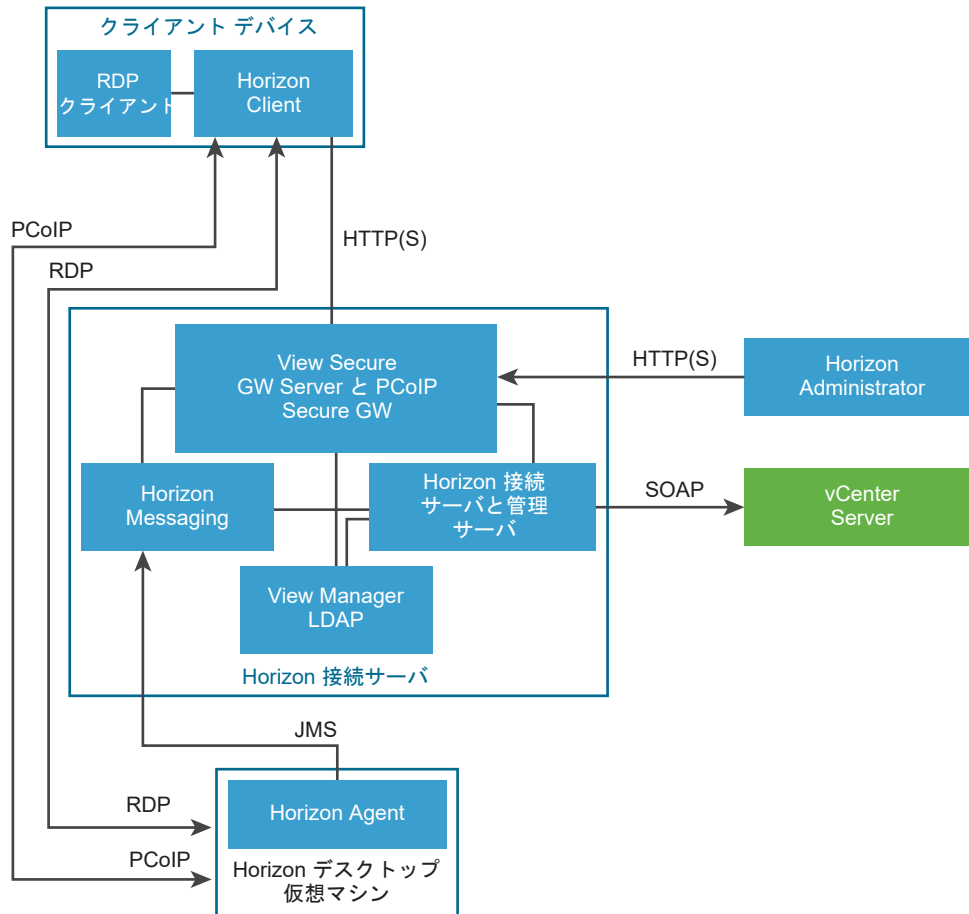 クライアント デバイス
RDP
クライアント
Horizon
Client
PCoIP
HTTP(S)
RDP
View Secure
GW Server と PCoIP
Secure GW
HTTP(S)
Horizon
Administrator
Horizon
Messaging
Horizon 接続
サーバと管理
サーバ
SOAP
vCenter
Server
View Manager
LDAP
Horizon 接続サーバ
JMS
RDP
Horizon Agent
PCoIP
Horizon デスクトップ
仮想マシン